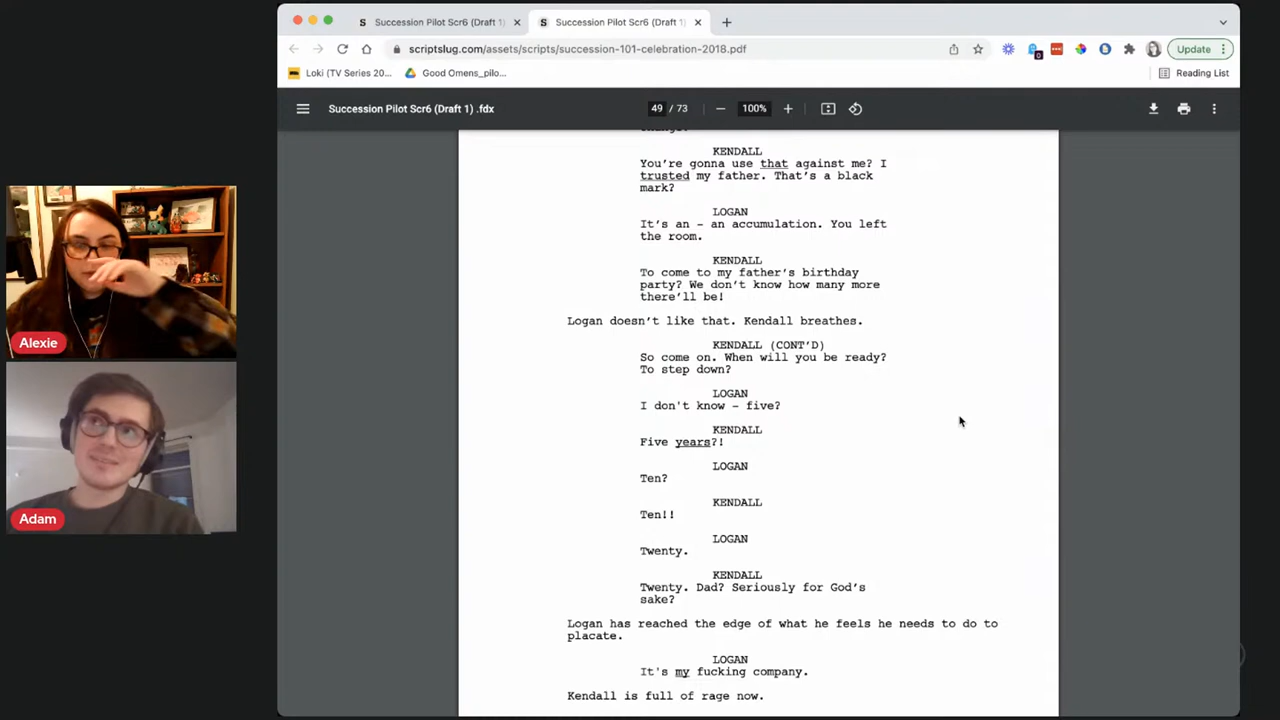 Succession Pilot Scr6 (Draft 1)
Succession Pilot Scr6 (Draft 1)
scriptslug.com/assets/scripts/succession-101-celebration-2018.pdf
Update
Loki (TV Series 20...
Good Omens_pilo...
Reading List
Succession Pilot Scr6 (Draft 1) .fdx
49 / 73
100%
KENDALL
You're gonna use that against me? I
trusted my father. That's a black
mark?
LOGAN
It's an - an accumulation. You left
the room.
KENDALL
To come to my father's birthday
party? We don't know how many more
there'll be!
Logan doesn't like that. Kendall breathes.
KENDALL (CONT'D)
So come on. When will you be ready?
To step down?
LOGAN
I don't know - five?
KENDALL
Five years?!
LOGAN
Ten?
KENDALL
Ten!!
LOGAN
Twenty.
KENDALL
Twenty. Dad? Seriously for God's
sake?
Logan has reached the edge of what he feels he needs to do to
placate.
LOGAN
It's my fucking company.
Kendall is full of rage now.
Alexie
Adam